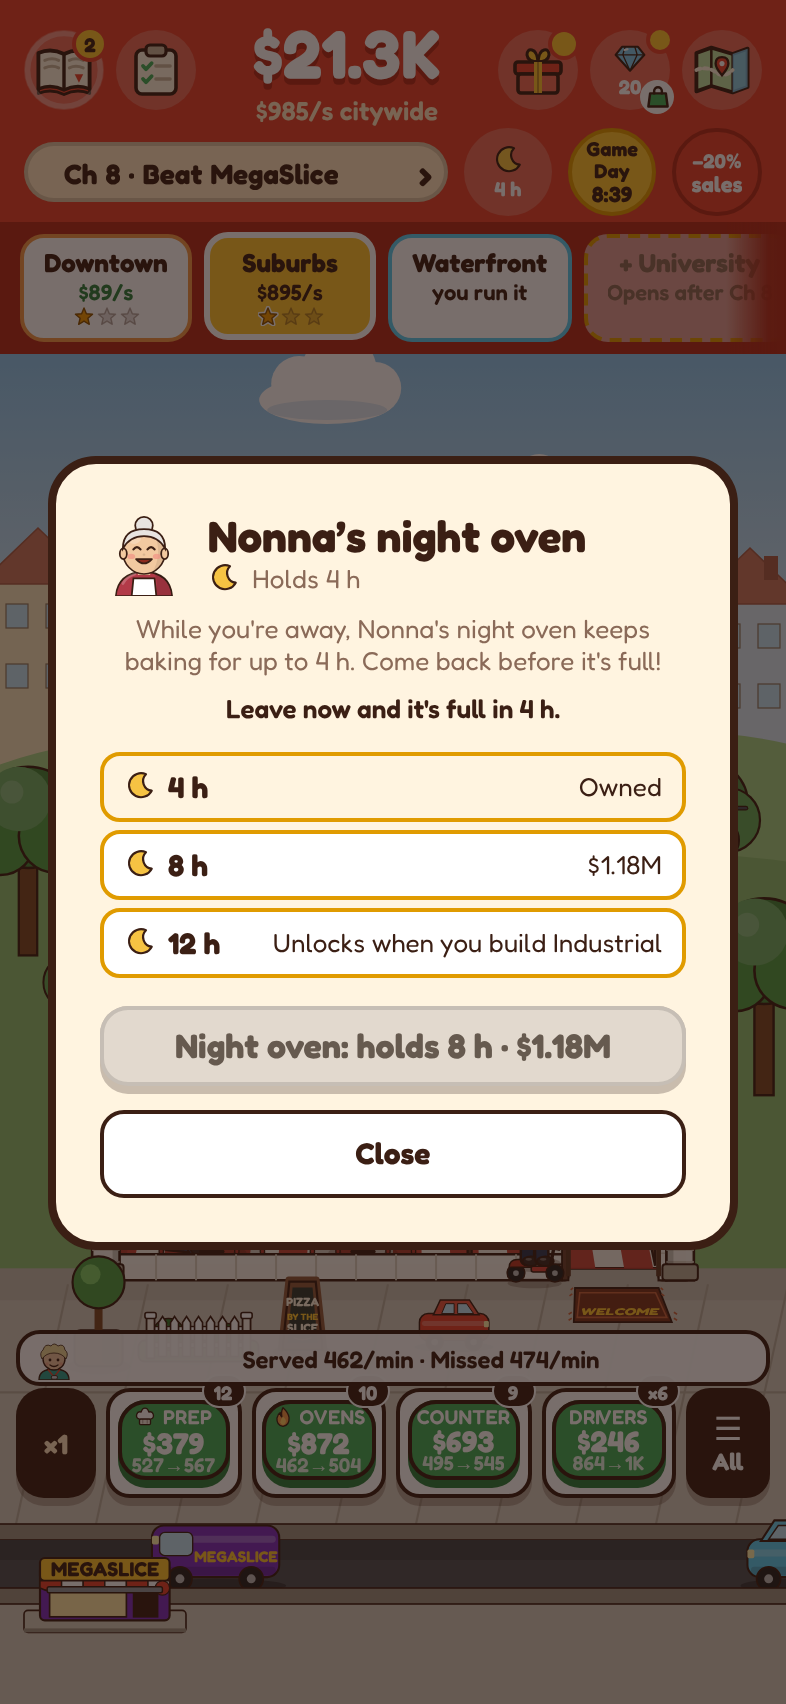 2
$21.3K
$985/s citywide
20
Ch 8 · Beat MegaSlice
4 h
Game
Day
8:39
−20%
sales
Downtown
$89/s
Suburbs
$895/s
Waterfront
you run it
+ University
Opens after Ch
Nonna’s night oven
Holds 4 h
While you're away, Nonna's night oven keeps
baking for up to 4 h. Come back before it's full!
Leave now and it's full in 4 h.
4 h Owned
8 h $1.18M
12 h Unlocks when you build Industrial
Night oven: holds 8 h · $1.18M
Close
PIZZA
BY THE
SLICE
WELCOME
Served 462/min · Missed 474/min
x1
12
PREP
$379
527→567
10
OVENS
$872
462→504
9
COUNTER
$693
495→545
x6
DRIVERS
$246
864→1K
All
MEGASLICE
MEGASLICE